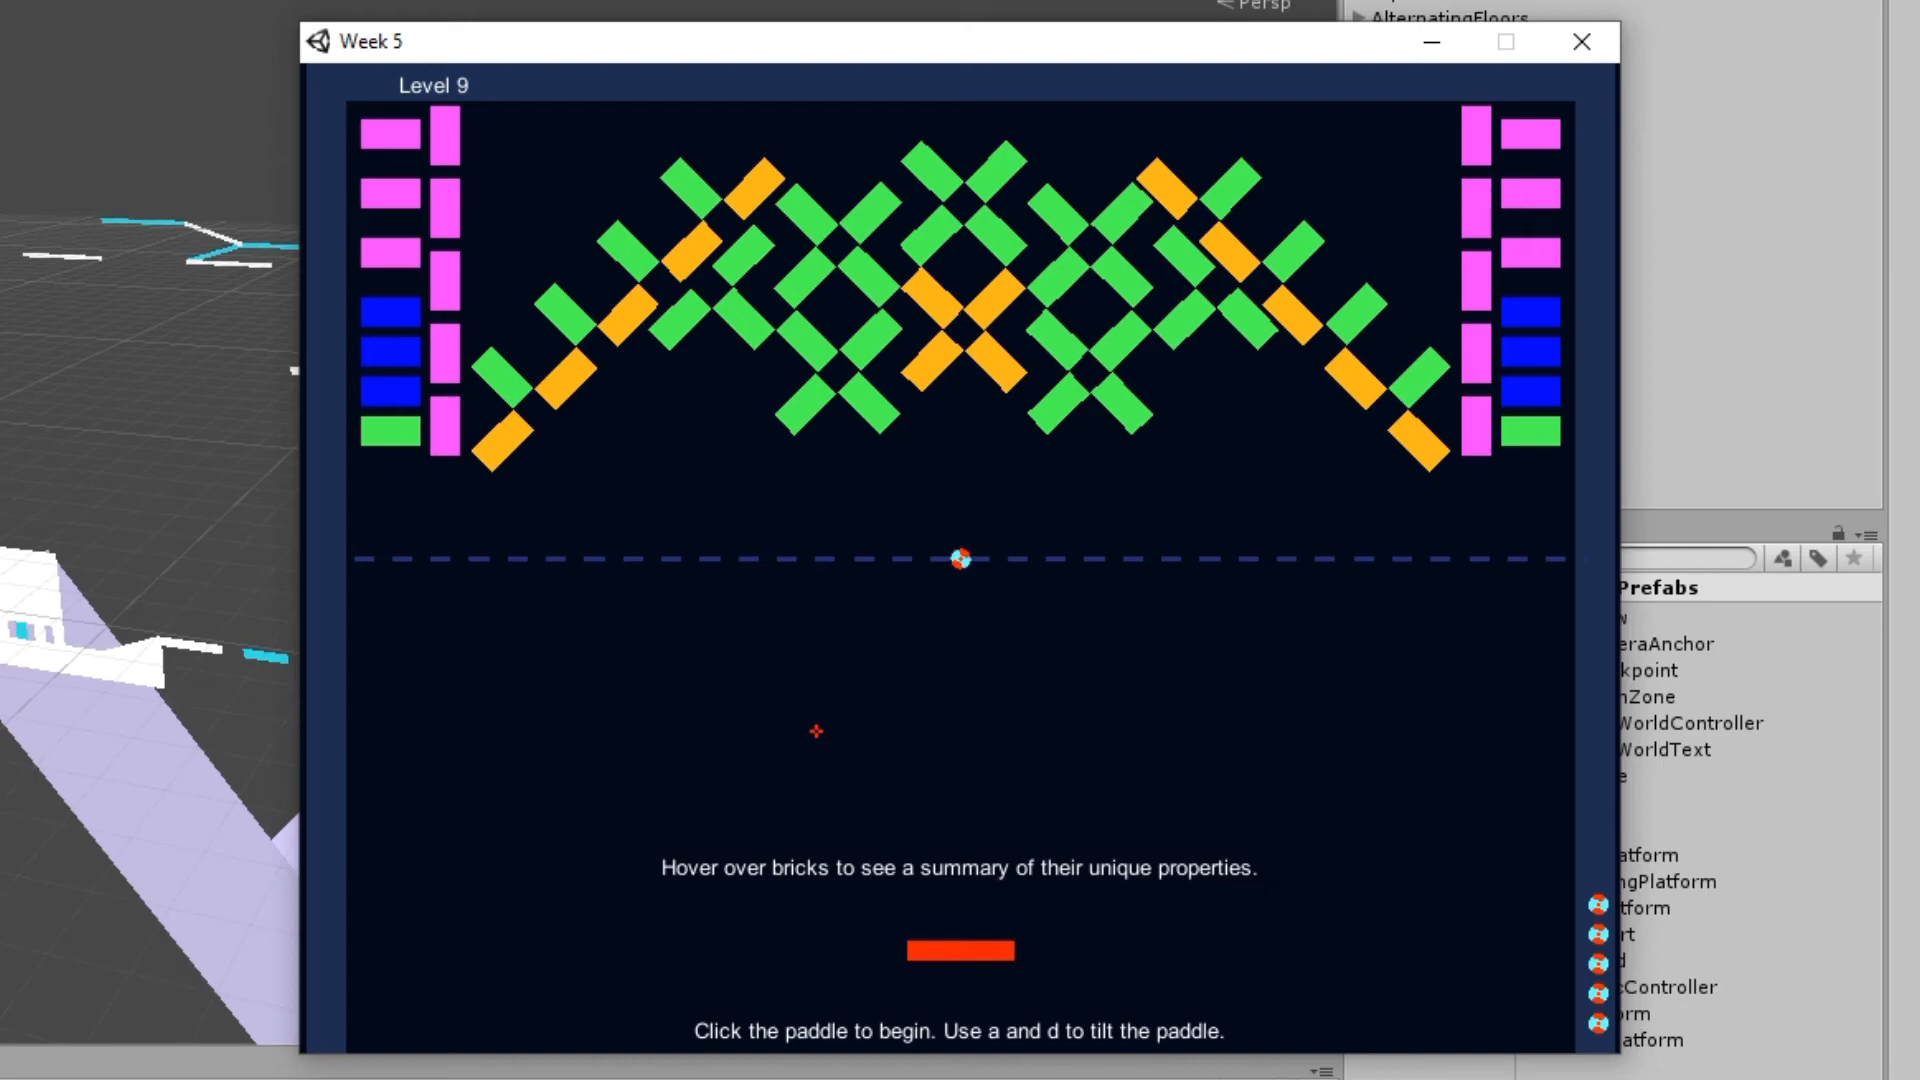 Persp
AlternatingFloors
Week 5
Level 9
Prefabs
eraAnchor
kpoint
nZone
WorldController
WorldText
e
atform
ngPlatform
tform
rt
d
cController
orm
atform
Hover over bricks to see a summary of their unique properties.
Click the paddle to begin. Use a and d to tilt the paddle.